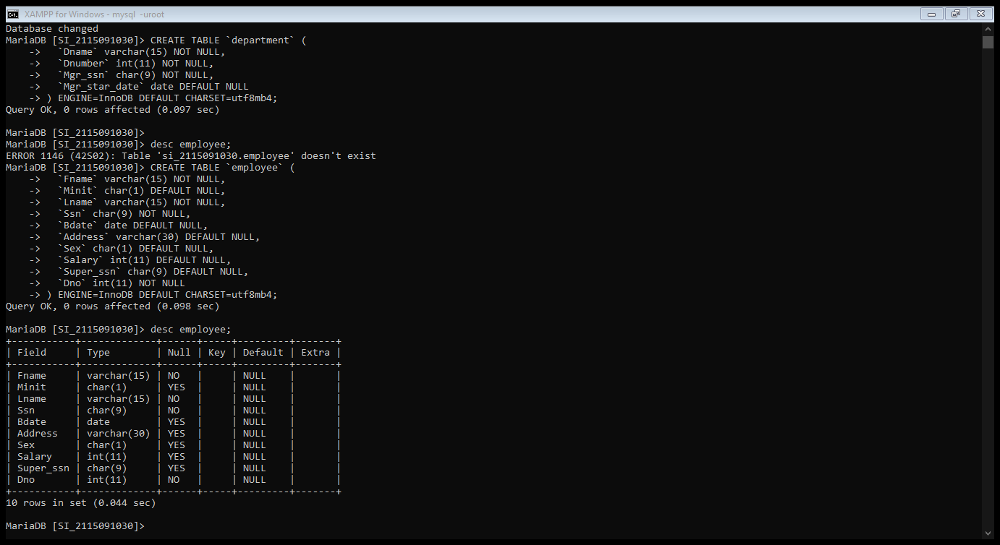 XAMPP for Windows - mysql  -uroot
Database changed
MariaDB [SI_2115091030]> CREATE TABLE `department` (
    ->   `Dname` varchar(15) NOT NULL,
    ->   `Dnumber` int(11) NOT NULL,
    ->   `Mgr_ssn` char(9) NOT NULL,
    ->   `Mgr_star_date` date DEFAULT NULL
    -> ) ENGINE=InnoDB DEFAULT CHARSET=utf8mb4;
Query OK, 0 rows affected (0.097 sec)

MariaDB [SI_2115091030]>
MariaDB [SI_2115091030]> desc employee;
ERROR 1146 (42S02): Table 'si_2115091030.employee' doesn't exist
MariaDB [SI_2115091030]> CREATE TABLE `employee` (
    ->   `Fname` varchar(15) NOT NULL,
    ->   `Minit` char(1) DEFAULT NULL,
    ->   `Lname` varchar(15) NOT NULL,
    ->   `Ssn` char(9) NOT NULL,
    ->   `Bdate` date DEFAULT NULL,
    ->   `Address` varchar(30) DEFAULT NULL,
    ->   `Sex` char(1) DEFAULT NULL,
    ->   `Salary` int(11) DEFAULT NULL,
    ->   `Super_ssn` char(9) DEFAULT NULL,
    ->   `Dno` int(11) NOT NULL
    -> ) ENGINE=InnoDB DEFAULT CHARSET=utf8mb4;
Query OK, 0 rows affected (0.098 sec)

MariaDB [SI_2115091030]> desc employee;
+-----------+-------------+------+-----+---------+-------+
| Field     | Type        | Null | Key | Default | Extra |
+-----------+-------------+------+-----+---------+-------+
| Fname     | varchar(15) | NO   |     | NULL    |       |
| Minit     | char(1)     | YES  |     | NULL    |       |
| Lname     | varchar(15) | NO   |     | NULL    |       |
| Ssn       | char(9)     | NO   |     | NULL    |       |
| Bdate     | date        | YES  |     | NULL    |       |
| Address   | varchar(30) | YES  |     | NULL    |       |
| Sex       | char(1)     | YES  |     | NULL    |       |
| Salary    | int(11)     | YES  |     | NULL    |       |
| Super_ssn | char(9)     | YES  |     | NULL    |       |
| Dno       | int(11)     | NO   |     | NULL    |       |
+-----------+-------------+------+-----+---------+-------+
10 rows in set (0.044 sec)

MariaDB [SI_2115091030]>